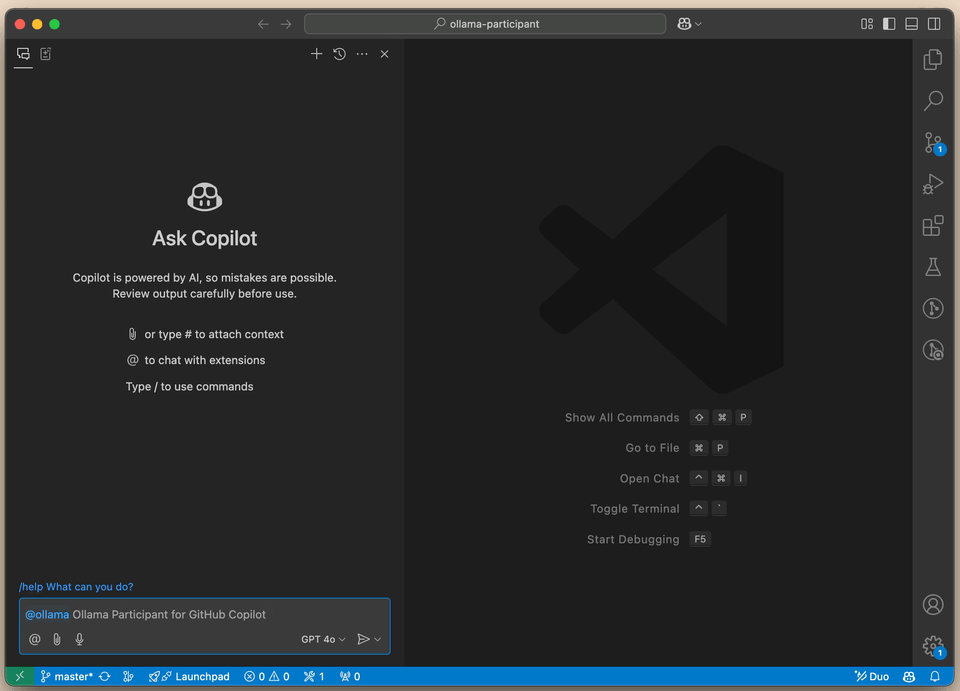 ollama-participant
Ask Copilot
Copilot is powered by AI, so mistakes are possible.
Review output carefully before use.
or type # to attach context
@ to chat with extensions
Type / to use commands
Show All Commands ⇧ ⌘ P
Go to File ⌘ P
Open Chat ^ ⌘ I
Toggle Terminal ^ `
Start Debugging F5
/help What can you do?
@ollama Ollama Participant for GitHub Copilot
@ GPT 4o
1
1
master* Launchpad 0 0 1 0 Duo